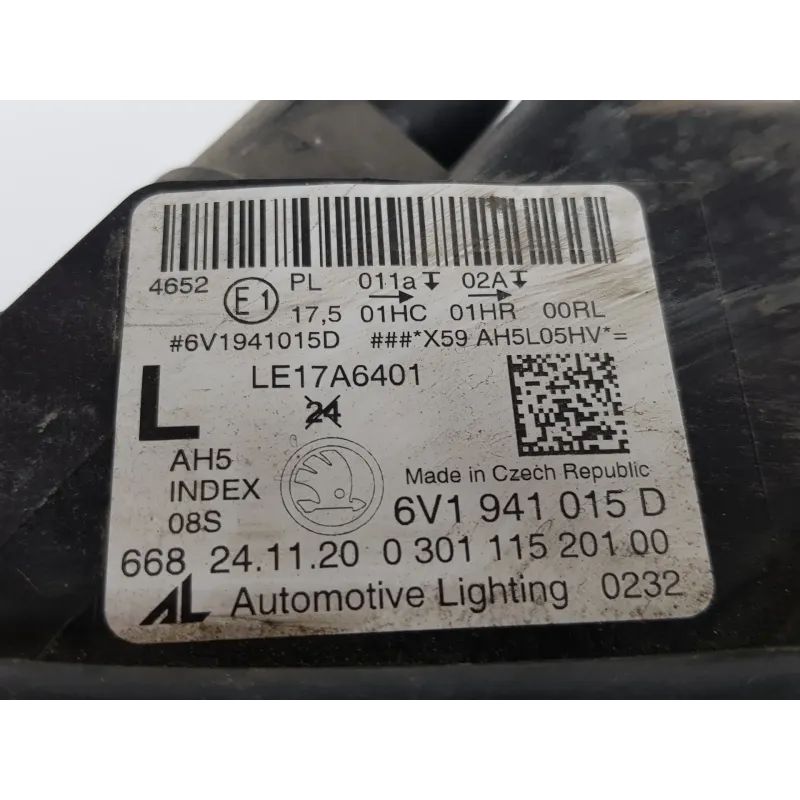 4652 E1 PL 011a 02A
17,5 01HC 01HR 00RL
#6V1941015D ###*X59 AH5L05HV*=
L LE17A6401
24
AH5
INDEX
08S
Made in Czech Republic
6V1 941 015 D
668 24.11.20 0 301 115 201 00
AL Automotive Lighting 0232